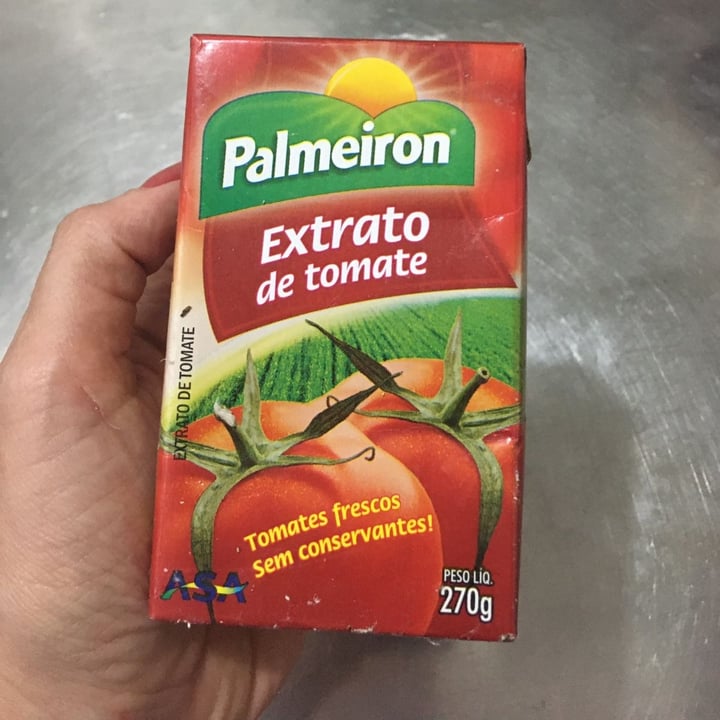 Palmeiron
Extrato
de tomate
EXTRATO DE TOMATE
Tomates frescos
Sem conservantes!
ASA
PESO LÍQ.
270g